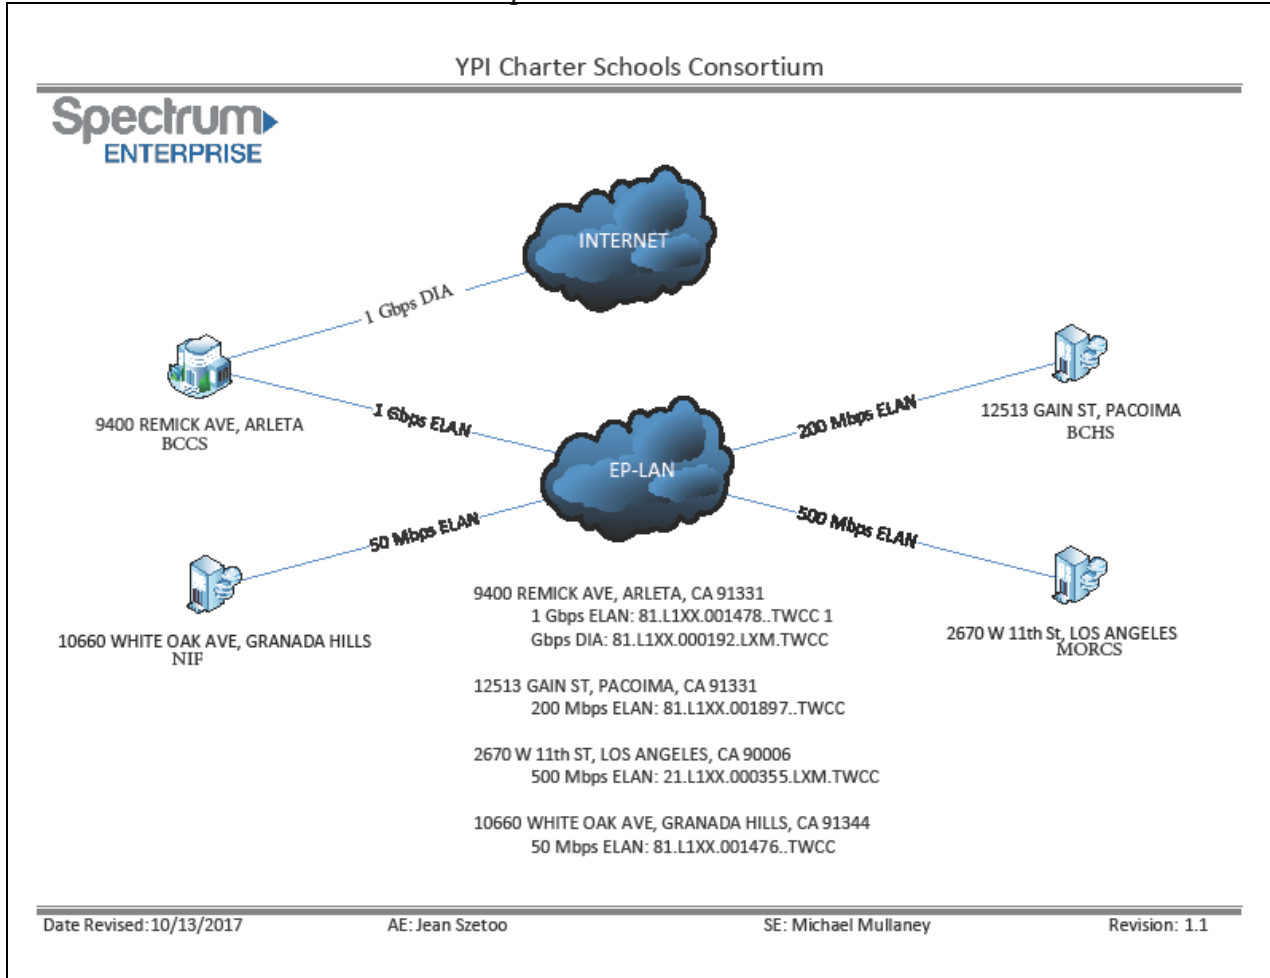 YPI Charter Schools Consortium
Spectrum
ENTERPRISE
INTERNET
1 Gbps DIA
9400 REMICK AVE, ARLETA
BCCS
1 Gbps ELAN
200 Mbps ELAN
12513 GAIN ST, PACOIMA
BCHS
EP-LAN
50 Mbps ELAN
500 Mbps ELAN
10660 WHITE OAK AVE, GRANADA HILLS
NIF
2670 W 11th St, LOS ANGELES
MORCS
9400 REMICK AVE, ARLETA, CA 91331
1 Gbps ELAN: 81.L1XX.001478..TWCC 1
Gbps DIA: 81.L1XX.000192.LXM.TWCC
12513 GAIN ST, PACOIMA, CA 91331
200 Mbps ELAN: 81.L1XX.001897..TWCC
2670 W 11th ST, LOS ANGELES, CA 90006
500 Mbps ELAN: 21.L1XX.000355.LXM.TWCC
10660 WHITE OAK AVE, GRANADA HILLS, CA 91344
50 Mbps ELAN: 81.L1XX.001476..TWCC
Date Revised:10/13/2017 AE: Jean Szetoo SE: Michael Mullaney Revision: 1.1